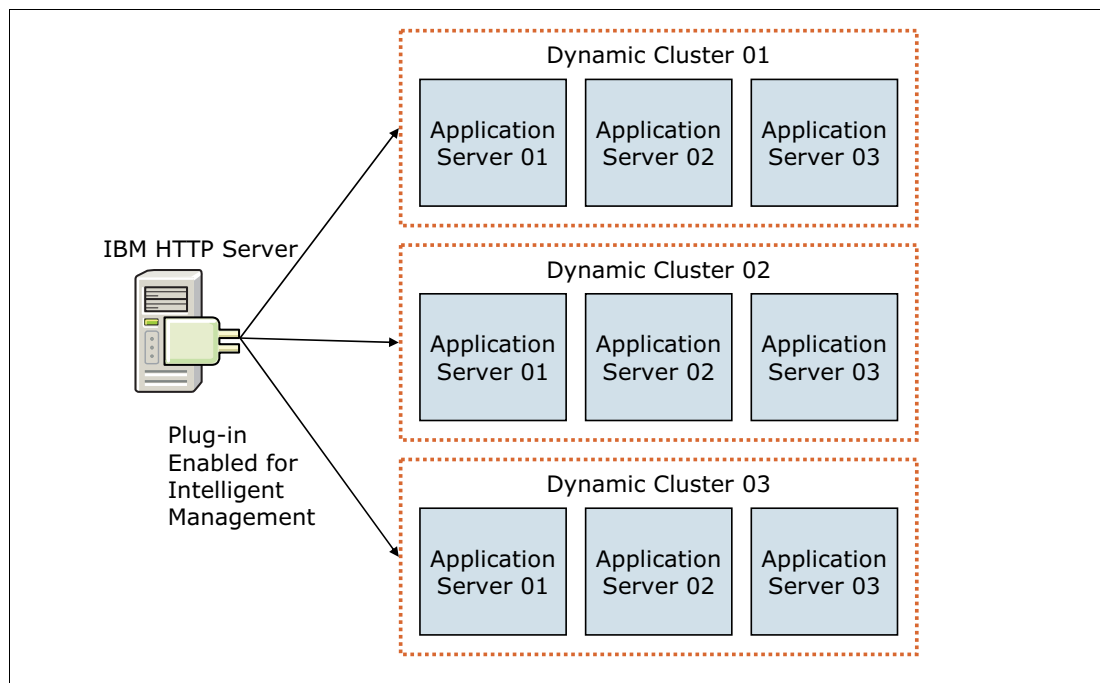 Dynamic Cluster 01
Application
Server 01
Application
Server 02
Application
Server 03
IBM HTTP Server
Plug-in
Enabled for
Intelligent
Management
Dynamic Cluster 02
Application
Server 01
Application
Server 02
Application
Server 03
Dynamic Cluster 03
Application
Server 01
Application
Server 02
Application
Server 03